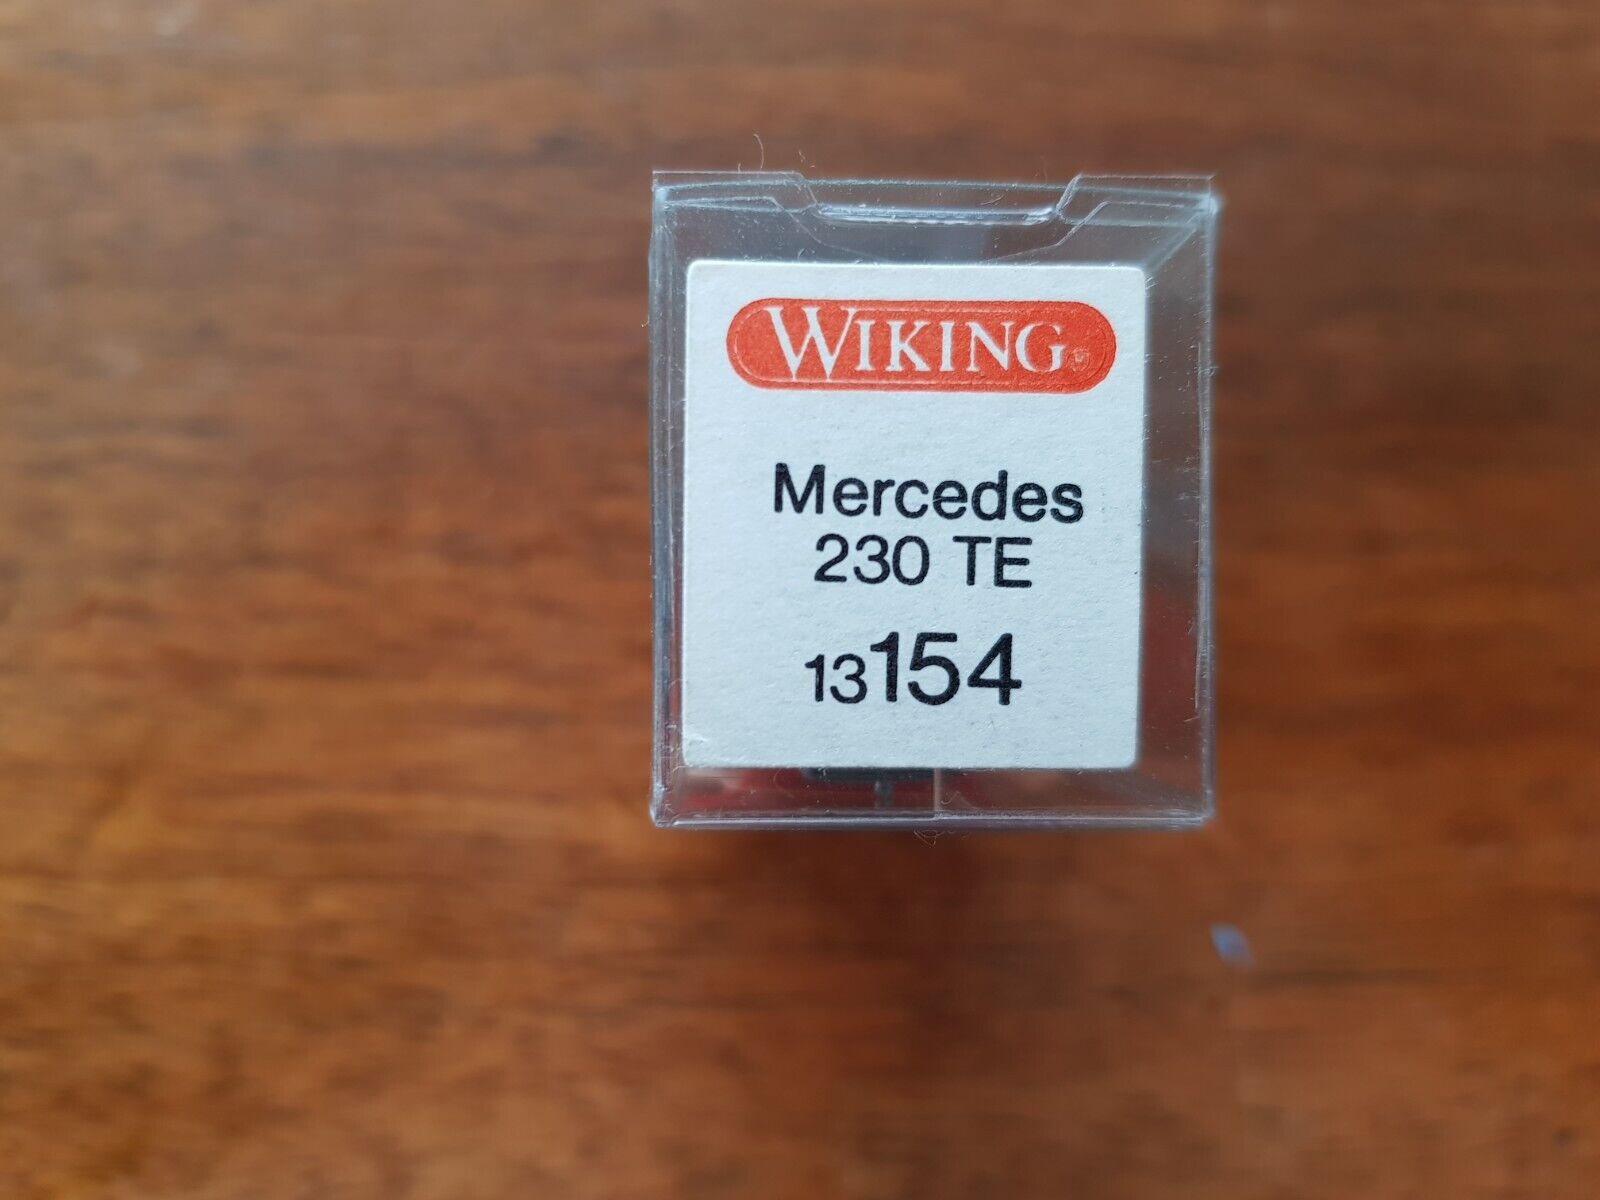 WIKING
Mercedes
230 TE
13154